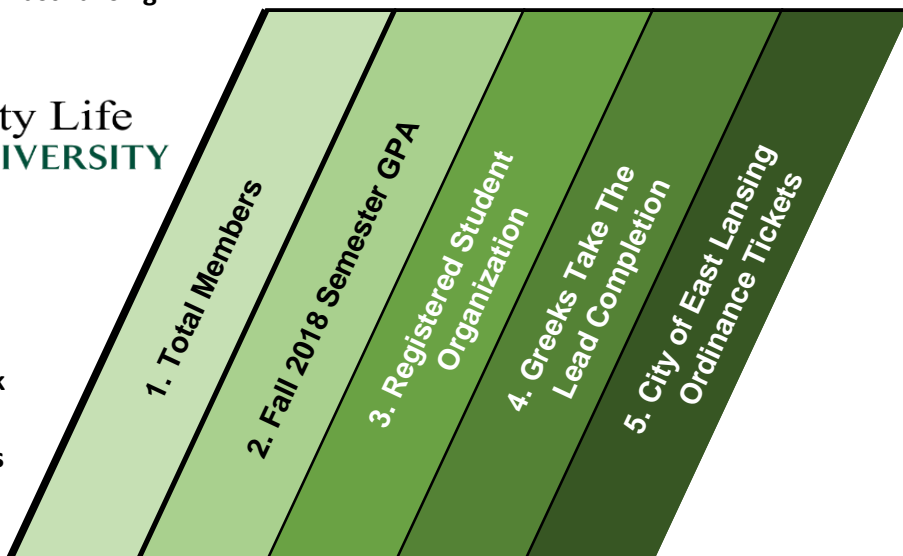 ty Life
IVERSITY
1. Total Members
2. Fall 2018 Semester GPA
3. Registered Student
Organization
4. Greeks Take The
Lead Completion
5. City of East Lansing
Ordinance Tickets
k
s